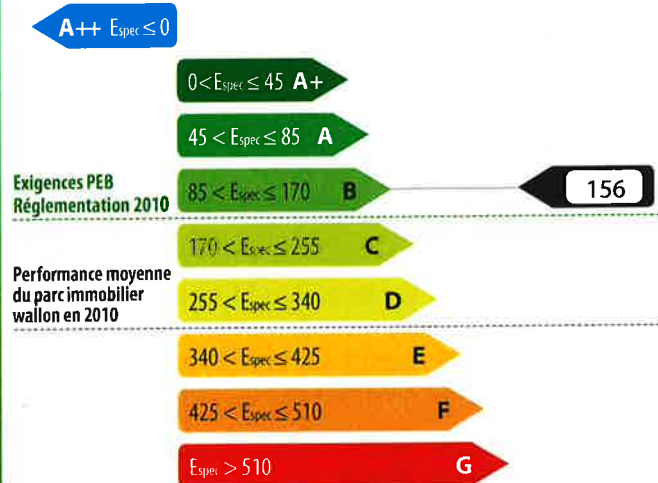 A++ Espec ≤ 0
0 < Espec ≤ 45 A+
45 < Espec ≤ 85 A
Exigences PEB
Réglementation 2010
85 < Espec ≤ 170 B
156
170 < Espec ≤ 255 C
Performance moyenne
du parc immobilier
wallon en 2010
255 < Espec ≤ 340 D
340 < Espec ≤ 425 E
425 < Espec ≤ 510 F
Espec > 510 G